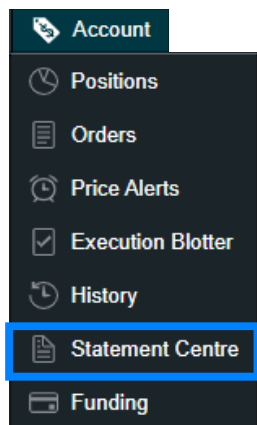 Account
Positions
Orders
Price Alerts
Execution Blotter
History
Statement Centre
Funding